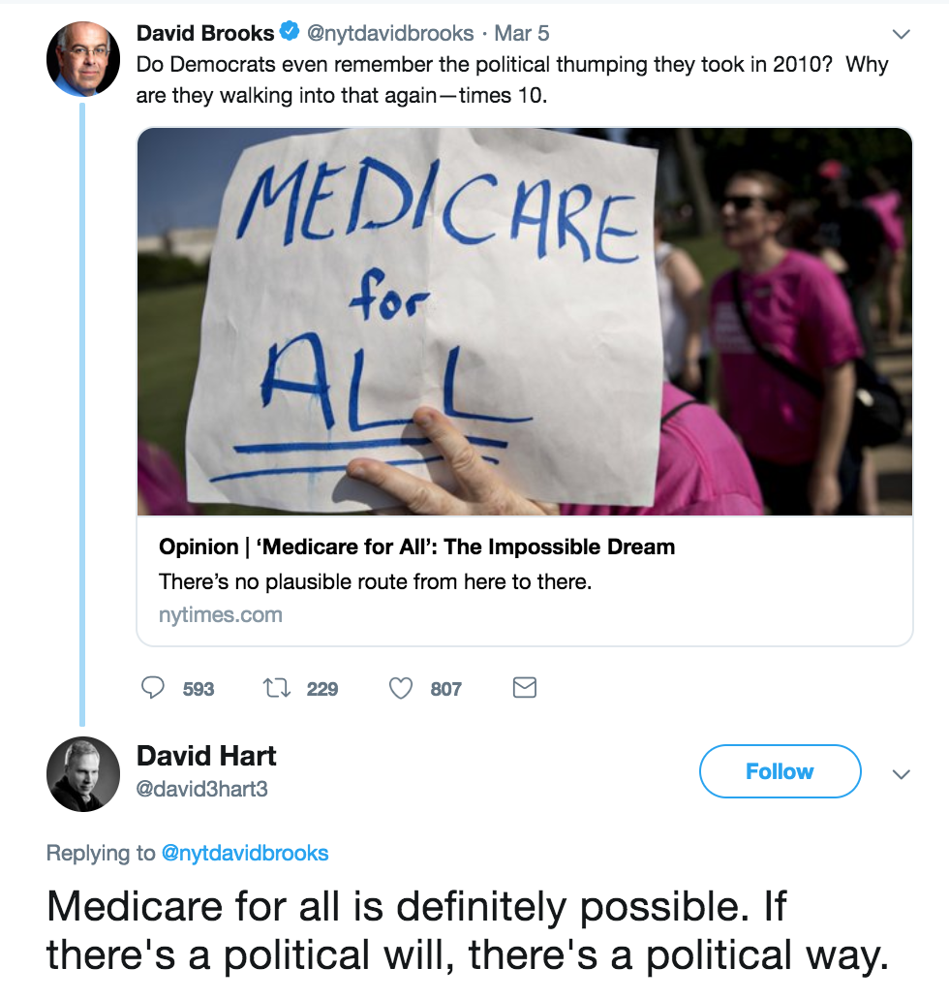 David Brooks @nytdavidbrooks · Mar 5
Do Democrats even remember the political thumping they took in 2010?  Why
are they walking into that again—times 10.
MEDICARE
for
ALL
Opinion | ‘Medicare for All’: The Impossible Dream
There’s no plausible route from here to there.
nytimes.com
593 229 807
David Hart
@david3hart3
Follow
Replying to @nytdavidbrooks
Medicare for all is definitely possible. If
there's a political will, there's a political way.